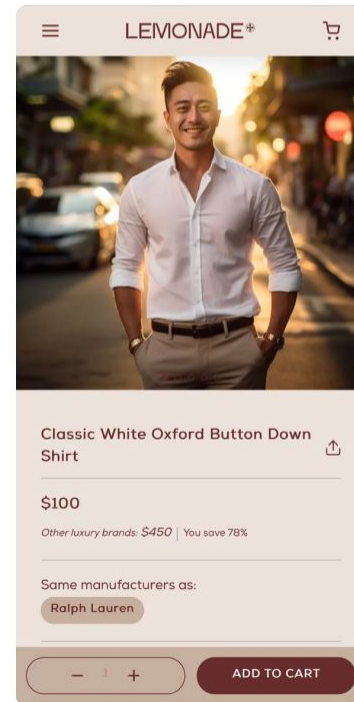 LEMONADE
Classic White Oxford Button Down
Shirt
$100
Other luxury brands: $450 | You save 78%
Same manufacturers as:
Ralph Lauren
− 1 +
ADD TO CART